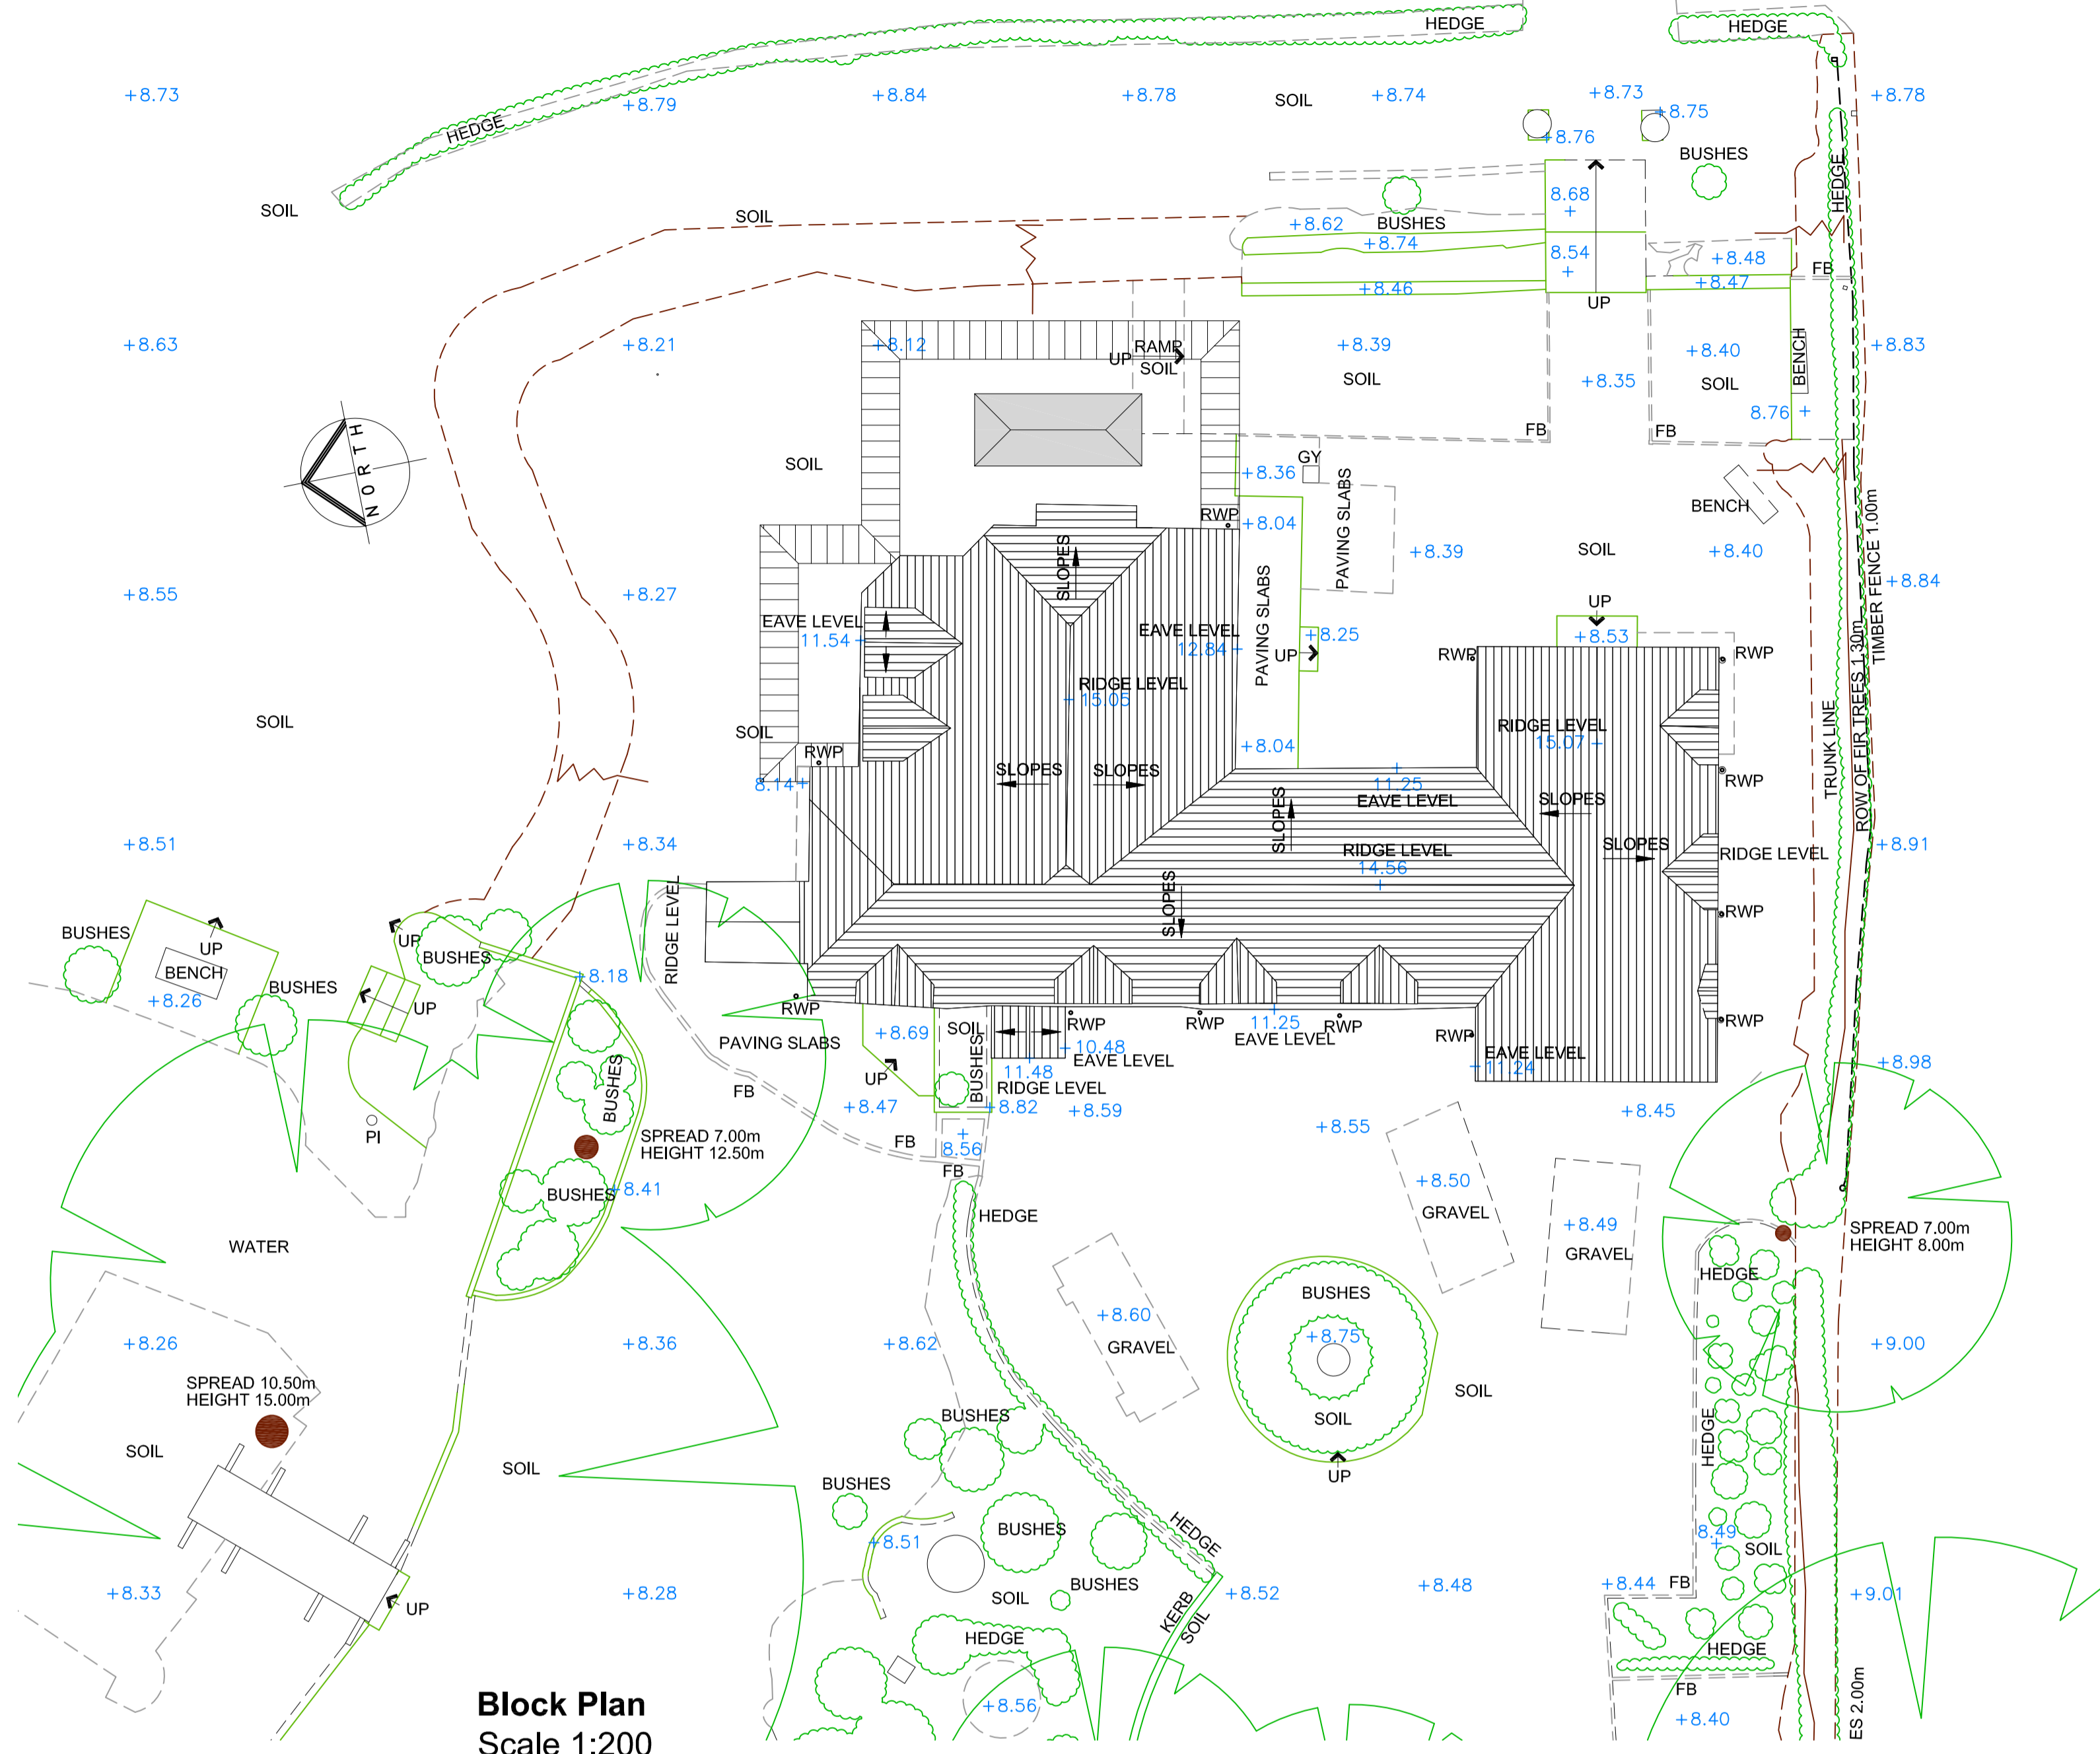 HEDGE
HEDGE
+8.73
+8.79
+8.84
+8.78
SOIL
+8.74
+8.73
+8.75
+8.78
HEDGE
+8.76
BUSHES
HEDGE
8.68
SOIL
SOIL
+8.62
BUSHES
+8.74
8.54
+8.48
FB
+8.46
+8.47
UP
+8.63
+8.21
+8.12
RAMP
UP
SOIL
+8.39
SOIL
+8.35
+8.40
SOIL
BENCH
+8.83
8.76 +
NORTH
FB
FB
SOIL
GY
+8.36
PAVING SLABS
BENCH
RWP
+8.04
+8.39
SOIL
+8.40
TIMBER FENCE 1.00m
SLOPES
+8.55
+8.27
+8.84
PAVING SLABS
UP
EAVE LEVEL
11.54 +
EAVE LEVEL
12.84 +
+8.25
+8.53
UP
RWP
RWP
RIDGE LEVEL
+ 15.05
ROW OF FIR TREES 1.30m
TRUNK LINE
SOIL
SOIL
RWP
+8.04
RIDGE LEVEL
15.07 +
SLOPES
SLOPES
8.14+
11.25
EAVE LEVEL
RWP
SLOPES
SLOPES
+8.51
+8.34
RIDGE LEVEL
14.56
SLOPES
RIDGE LEVEL
+8.91
SLOPES
RIDGE LEVEL
RWP
BUSHES
UP
UP
BUSHES
BENCH
+8.26
BUSHES
UP
+8.18
RWP
PAVING SLABS
+8.69
SOIL
BUSHES
RWP
+10.48
EAVE LEVEL
RWP
11.25
EAVE LEVEL
RWP
RWP
EAVE LEVEL
+11.24
RWP
+8.98
UP
11.48
RIDGE LEVEL
FB
+8.47
+8.82
+8.59
+8.45
BUSHES
PI
SPREAD 7.00m
HEIGHT 12.50m
FB
8.56
FB
+8.55
BUSHES
+8.41
+8.50
GRAVEL
HEDGE
+8.49
GRAVEL
SPREAD 7.00m
HEIGHT 8.00m
WATER
HEDGE
BUSHES
+8.60
GRAVEL
+8.75
+8.26
+8.36
+8.62
+9.00
SPREAD 10.50m
HEIGHT 15.00m
SOIL
SOIL
BUSHES
HEDGE
SOIL
SOIL
UP
BUSHES
BUSHES
HEDGE
+8.51
8.49
SOIL
+8.33
UP
+8.28
SOIL
BUSHES
KERB
SOIL
+8.52
+8.48
+8.44
FB
+9.01
HEDGE
HEDGE
FB
Block Plan
+8.56
+8.40
ES 2.00m
Scale 1:200